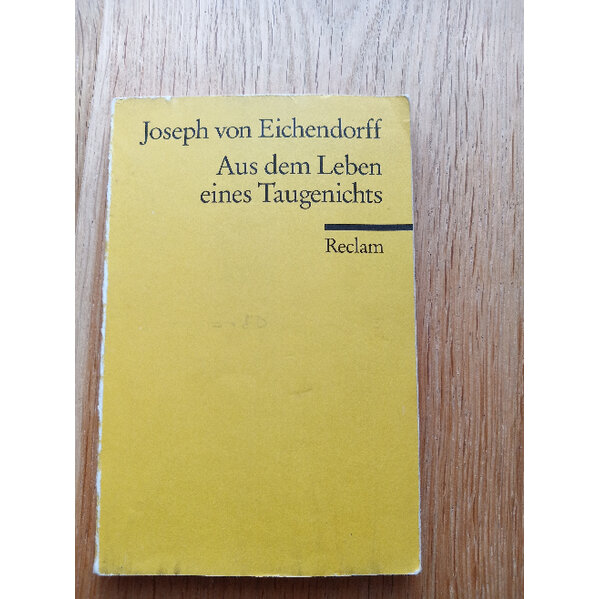 Joseph von Eichendorff
Aus dem Leben
eines Taugenichts
Reclam